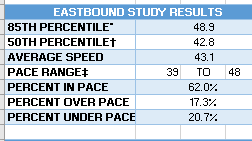 EASTBOUND STUDY RESULTS
85TH PERCENTILE* 48.9
50TH PERCENTILE† 42.8
AVERAGE SPEED 43.1
PACE RANGE‡ 39 TO 48
PERCENT IN PACE 62.0%
PERCENT OVER PACE 17.3%
PERCENT UNDER PACE 20.7%